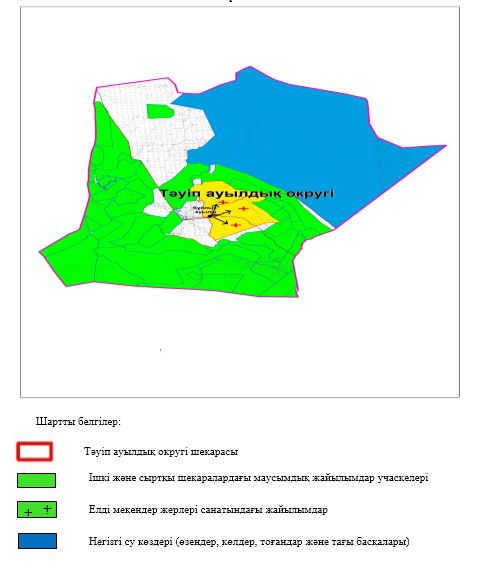 Тәуіп ауылдық округі
ауылы
Шартты белгілер:
Тәуіп ауылдық округі шекарасы
Ішкі және сыртқы шекаралардағы маусымдық жайылымдар учаскелері
Елді мекендер жерлері санатындағы жайылымдар
Негізгі су көздері (өзендер, көлдер, тоғандар және тағы басқалары)